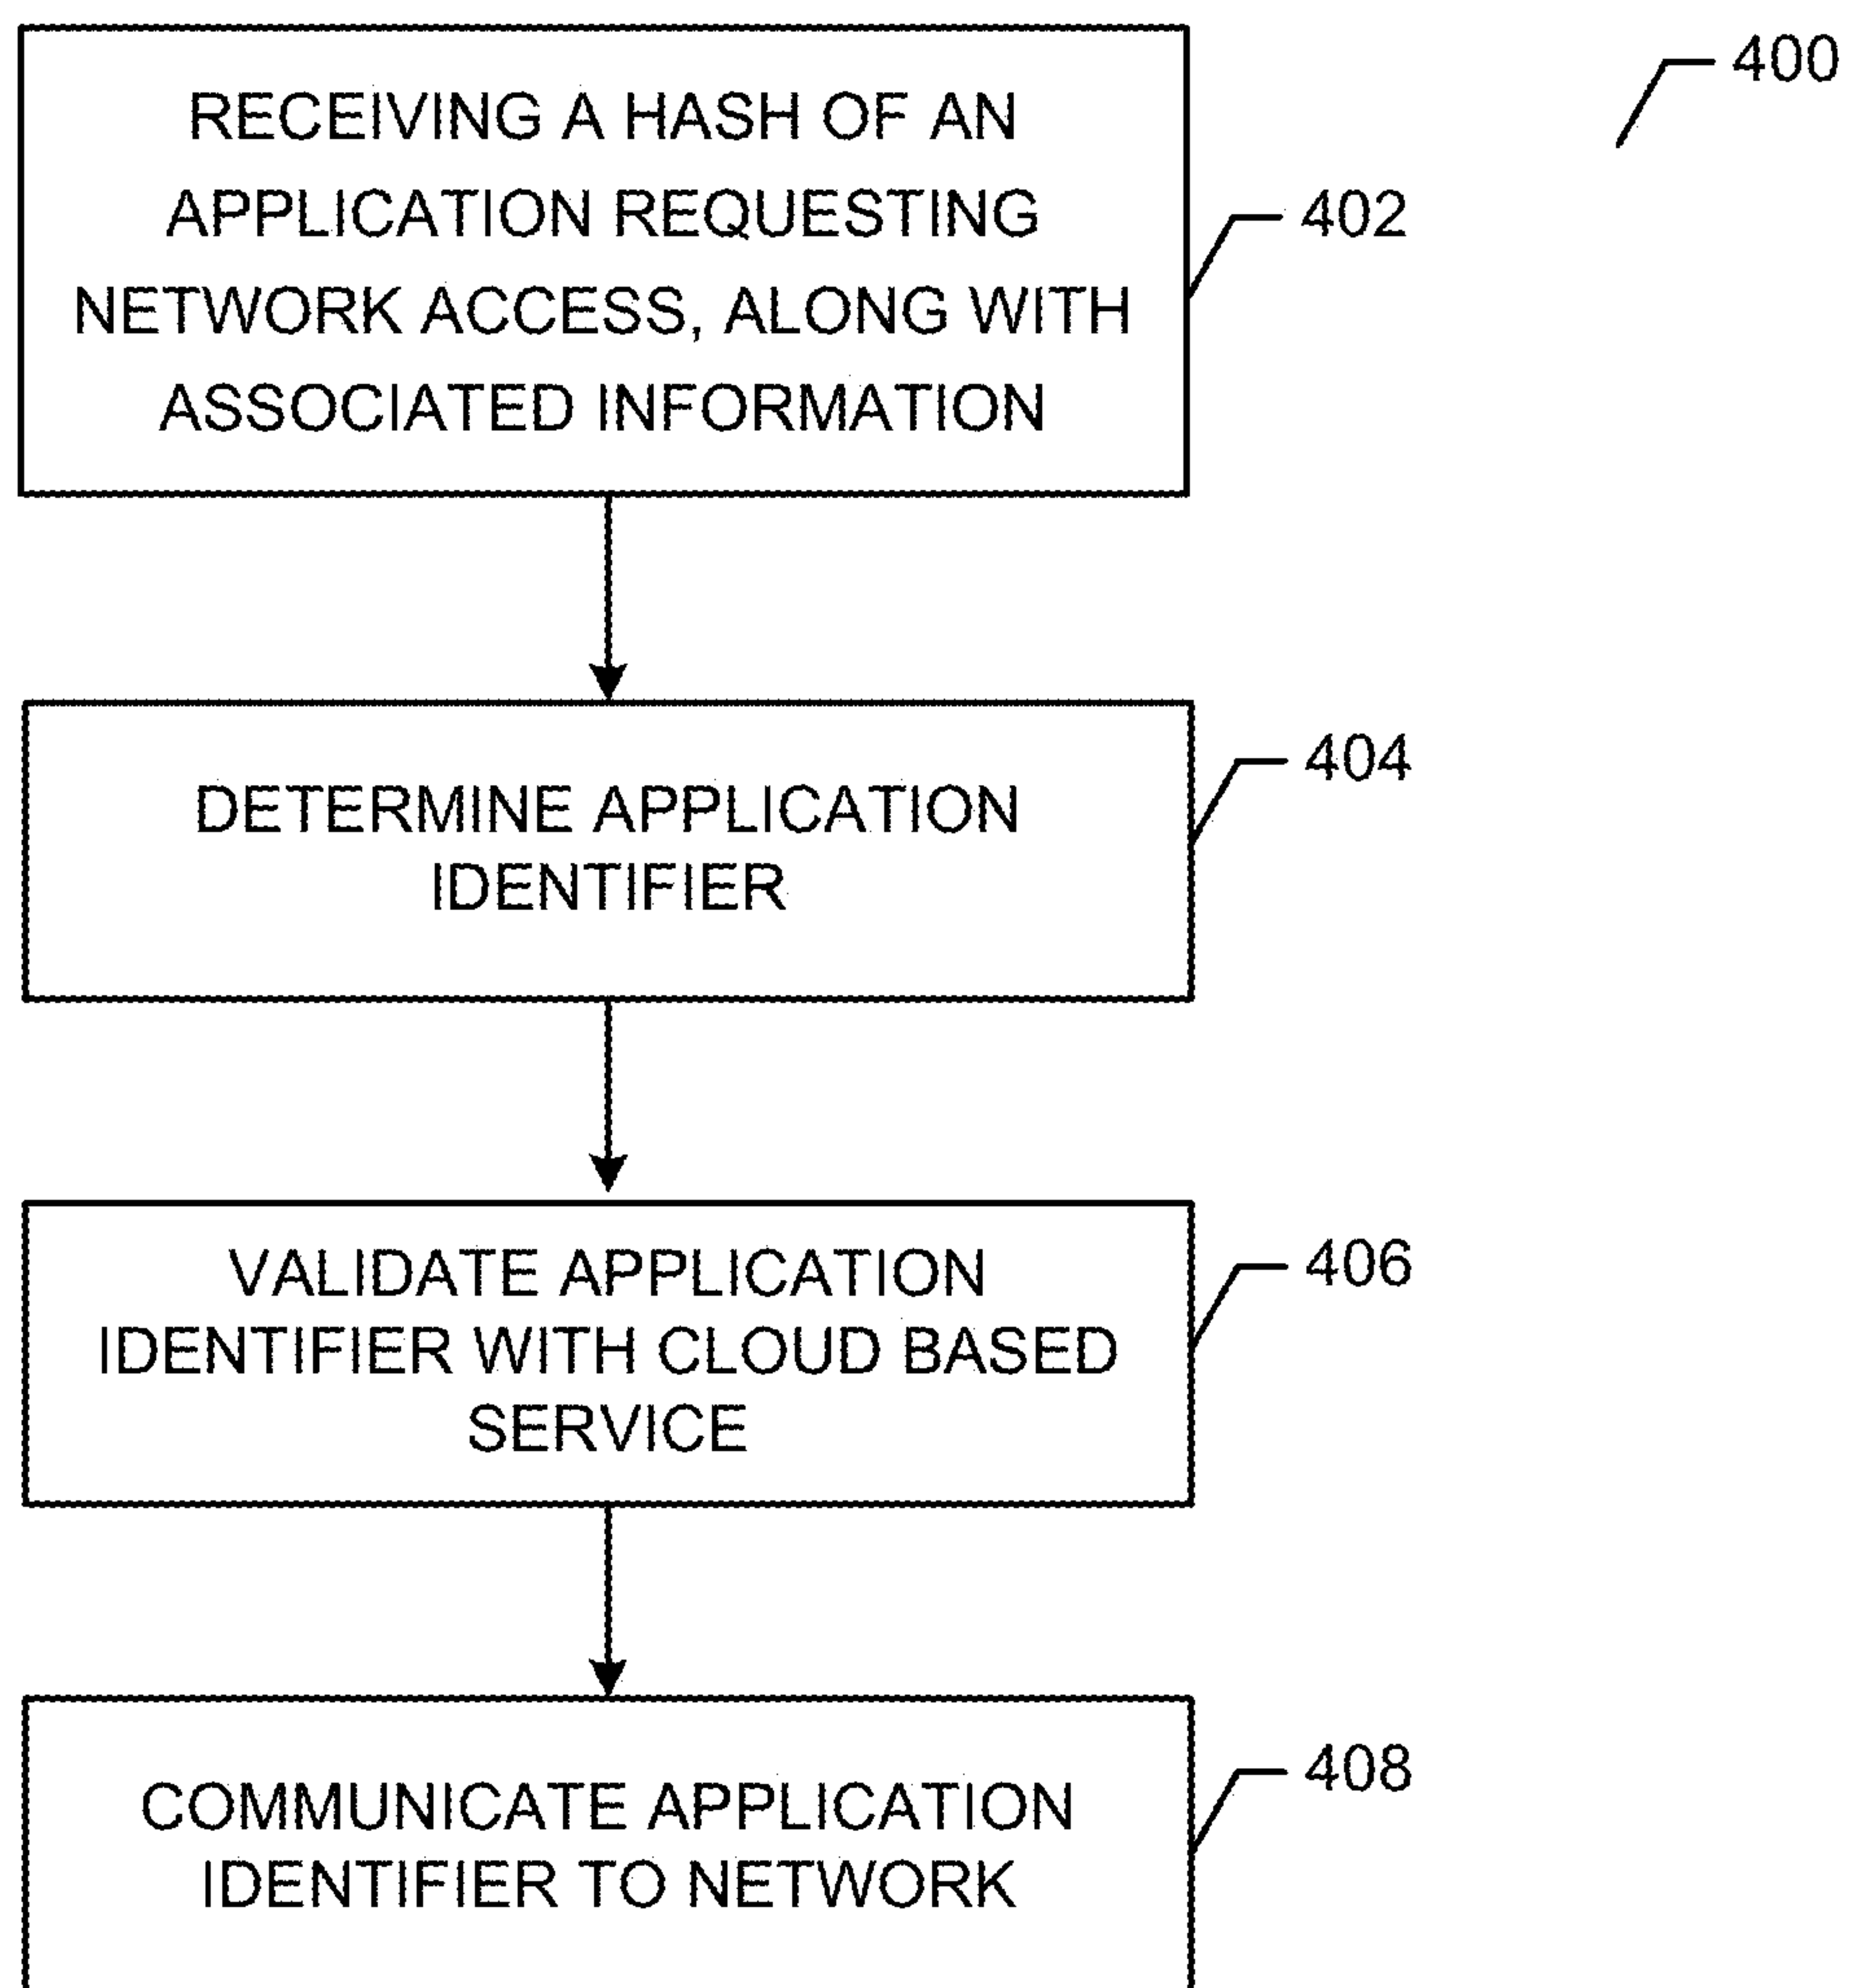 400
RECEIVING A HASH OF AN
APPLICATION REQUESTING
NETWORK ACCESS, ALONG WITH
ASSOCIATED INFORMATION
402
DETERMINE APPLICATION
IDENTIFIER
404
VALIDATE APPLICATION
IDENTIFIER WITH CLOUD BASED
SERVICE
406
COMMUNICATE APPLICATION
IDENTIFIER TO NETWORK
408